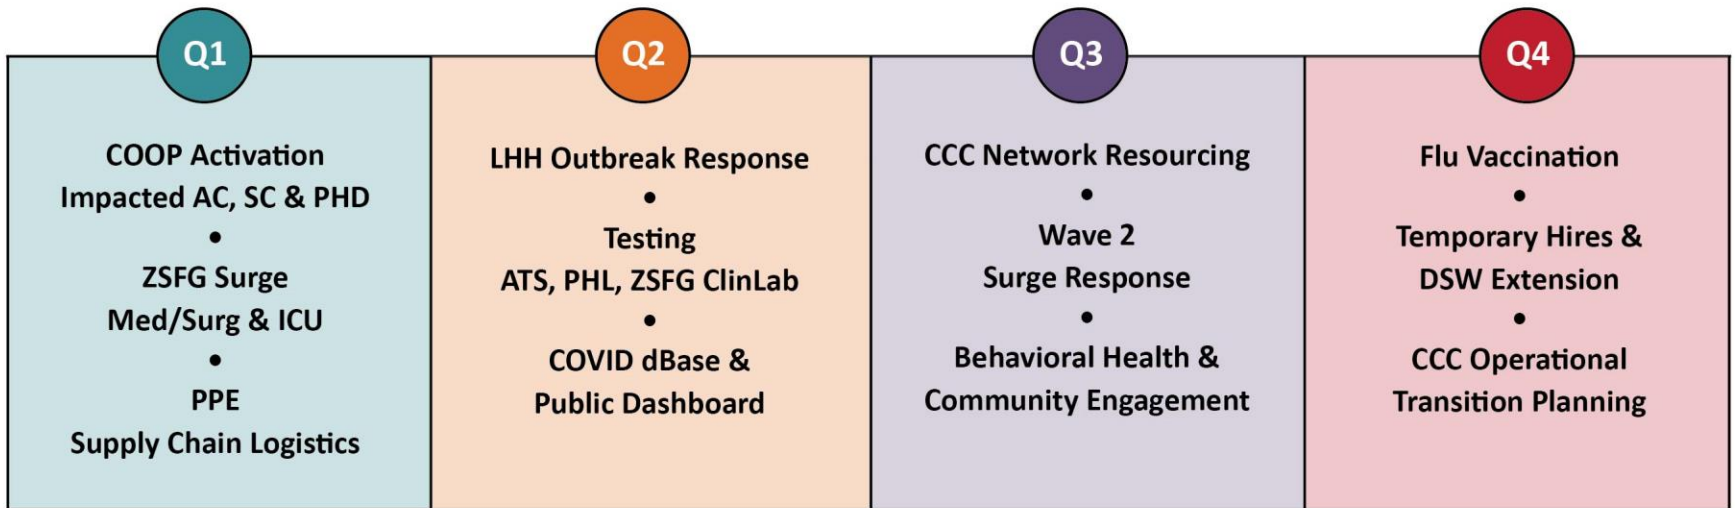 Q1
COOP Activation
Impacted AC, SC & PHD
•
ZSFG Surge
Med/Surg & ICU
•
PPE
Supply Chain Logistics
Q2
LHH Outbreak Response
•
Testing
ATS, PHL, ZSFG ClinLab
•
COVID dBase &
Public Dashboard
Q3
CCC Network Resourcing
•
Wave 2
Surge Response
•
Behavioral Health &
Community Engagement
Q4
Flu Vaccination
•
Temporary Hires &
DSW Extension
•
CCC Operational
Transition Planning